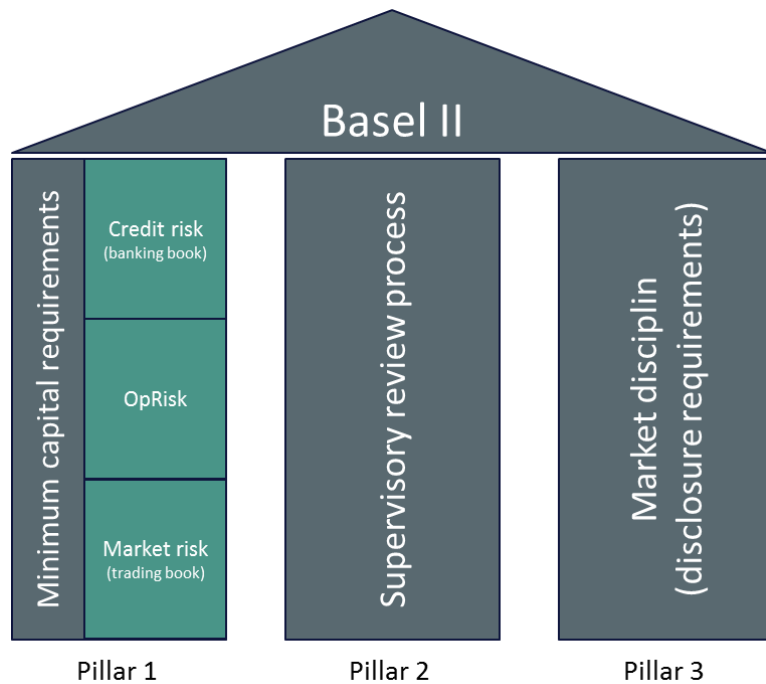 Basel II
Minimum capital requirements
Credit risk
(banking book)
OpRisk
Market risk
(trading book)
Supervisory review process
Market disciplin
(disclosure requirements)
Pillar 1
Pillar 2
Pillar 3